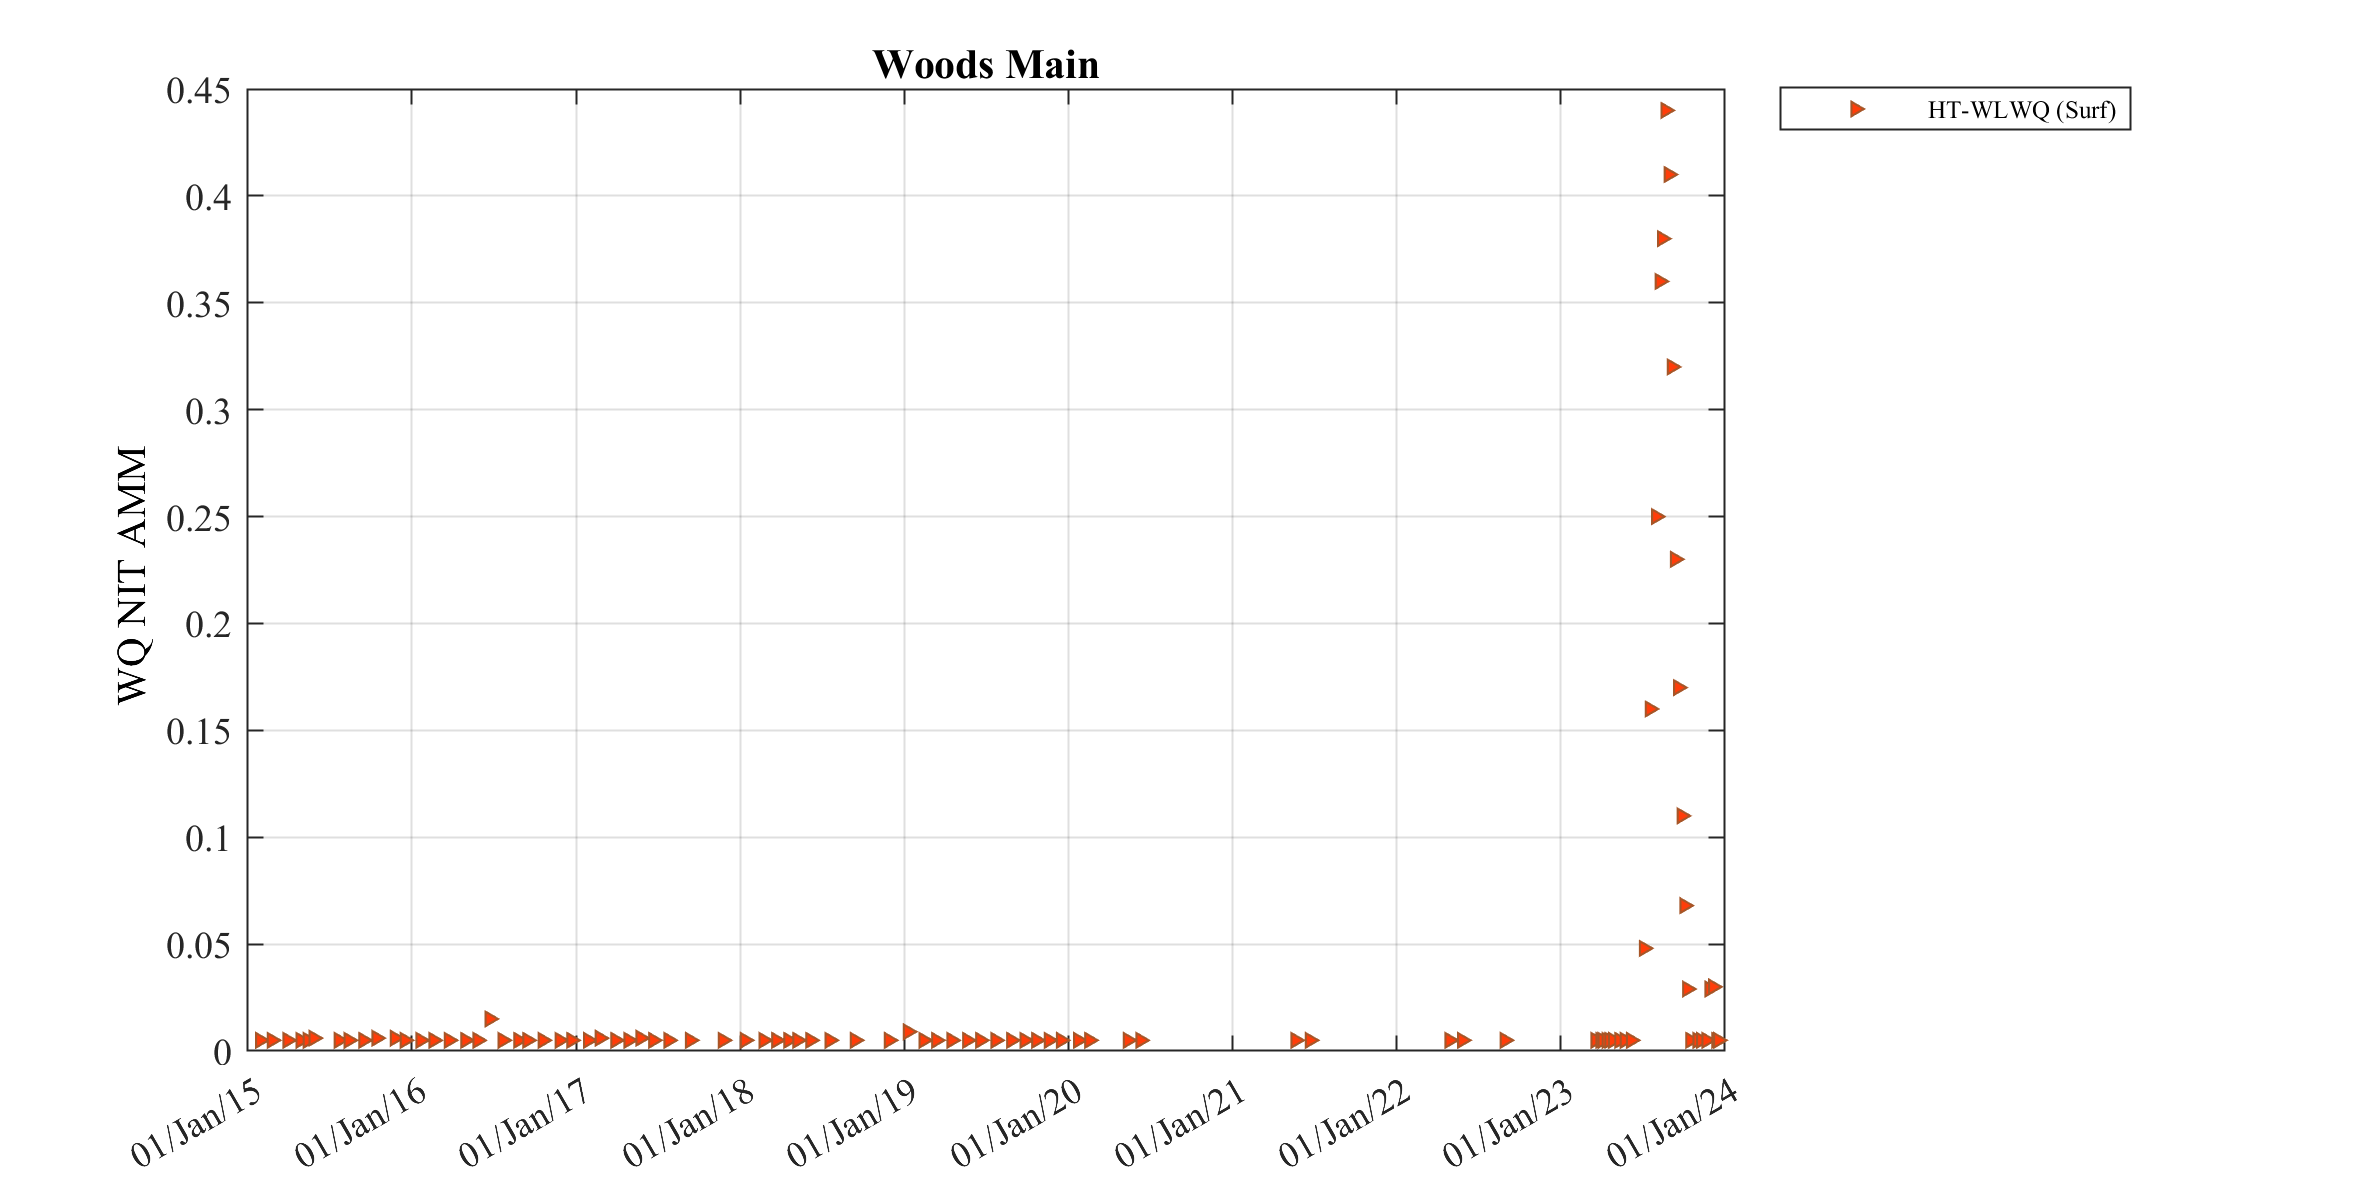 Woods Main
HT-WLWQ (Surf)
WQ NIT AMM
0.45
0.4
0.35
0.3
0.25
0.2
0.15
0.1
0.05
0
01/Jan/15
01/Jan/16
01/Jan/17
01/Jan/18
01/Jan/19
01/Jan/20
01/Jan/21
01/Jan/22
01/Jan/23
01/Jan/24